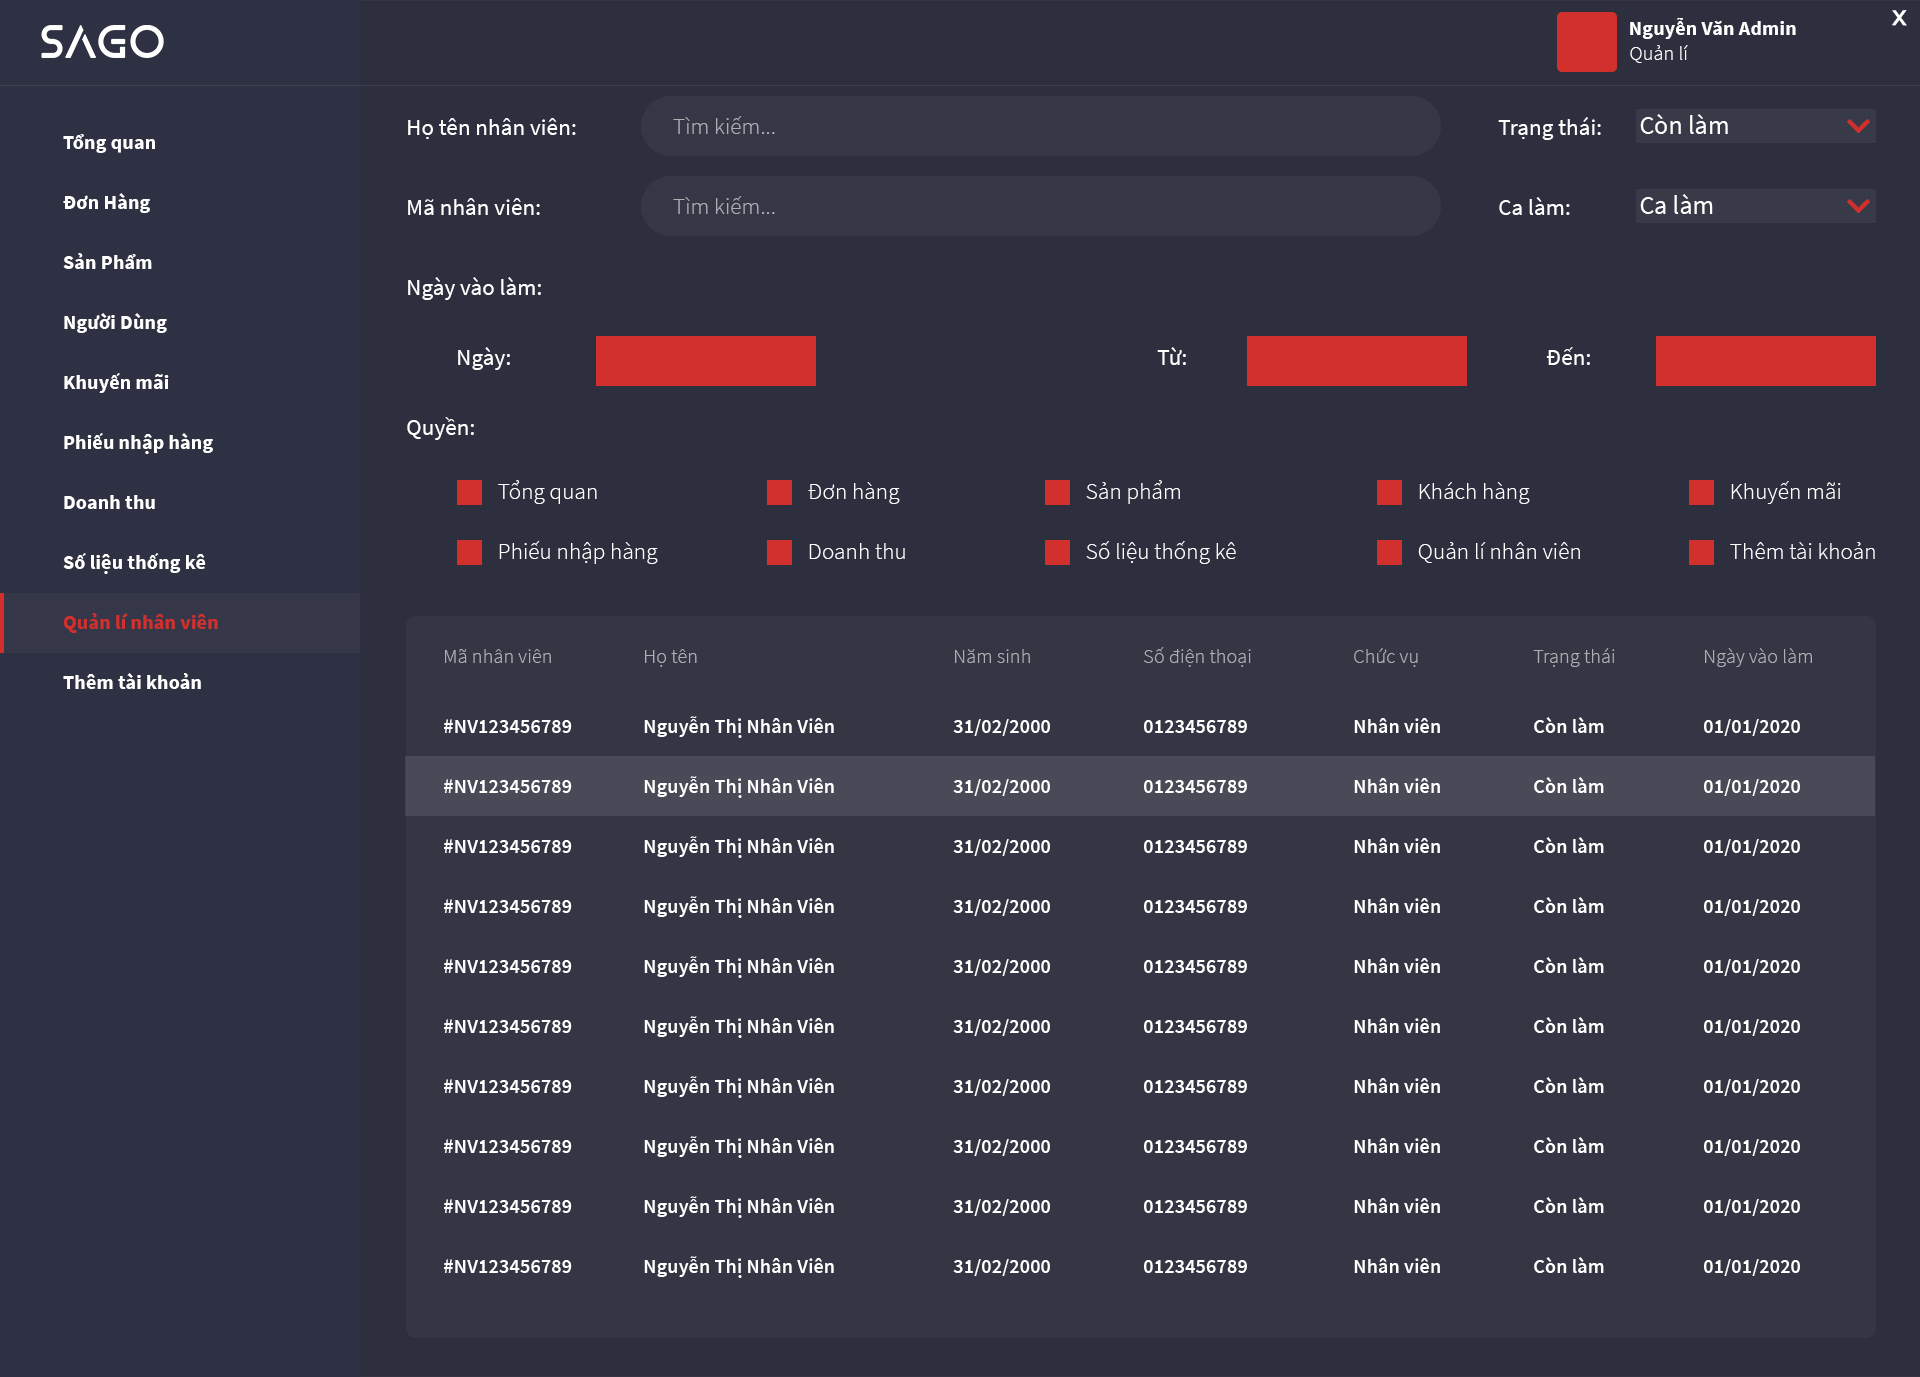 SAGO
Nguyễn Văn Admin
Quản lí
X
Tổng quan
Đơn Hàng
Sản Phẩm
Người Dùng
Khuyến mãi
Phiếu nhập hàng
Doanh thu
Số liệu thống kê
Quản lí nhân viên
Thêm tài khoản
Họ tên nhân viên: Tìm kiếm... Trạng thái: Còn làm
Mã nhân viên: Tìm kiếm... Ca làm: Ca làm
Ngày vào làm:
Ngày: Từ: Đến:
Quyền:
Tổng quan Đơn hàng Sản phẩm Khách hàng Khuyến mãi
Phiếu nhập hàng Doanh thu Số liệu thống kê Quản lí nhân viên Thêm tài khoản
Mã nhân viên Họ tên Năm sinh Số điện thoại Chức vụ Trạng thái Ngày vào làm
#NV123456789 Nguyễn Thị Nhân Viên 31/02/2000 0123456789 Nhân viên Còn làm 01/01/2020
#NV123456789 Nguyễn Thị Nhân Viên 31/02/2000 0123456789 Nhân viên Còn làm 01/01/2020
#NV123456789 Nguyễn Thị Nhân Viên 31/02/2000 0123456789 Nhân viên Còn làm 01/01/2020
#NV123456789 Nguyễn Thị Nhân Viên 31/02/2000 0123456789 Nhân viên Còn làm 01/01/2020
#NV123456789 Nguyễn Thị Nhân Viên 31/02/2000 0123456789 Nhân viên Còn làm 01/01/2020
#NV123456789 Nguyễn Thị Nhân Viên 31/02/2000 0123456789 Nhân viên Còn làm 01/01/2020
#NV123456789 Nguyễn Thị Nhân Viên 31/02/2000 0123456789 Nhân viên Còn làm 01/01/2020
#NV123456789 Nguyễn Thị Nhân Viên 31/02/2000 0123456789 Nhân viên Còn làm 01/01/2020
#NV123456789 Nguyễn Thị Nhân Viên 31/02/2000 0123456789 Nhân viên Còn làm 01/01/2020
#NV123456789 Nguyễn Thị Nhân Viên 31/02/2000 0123456789 Nhân viên Còn làm 01/01/2020